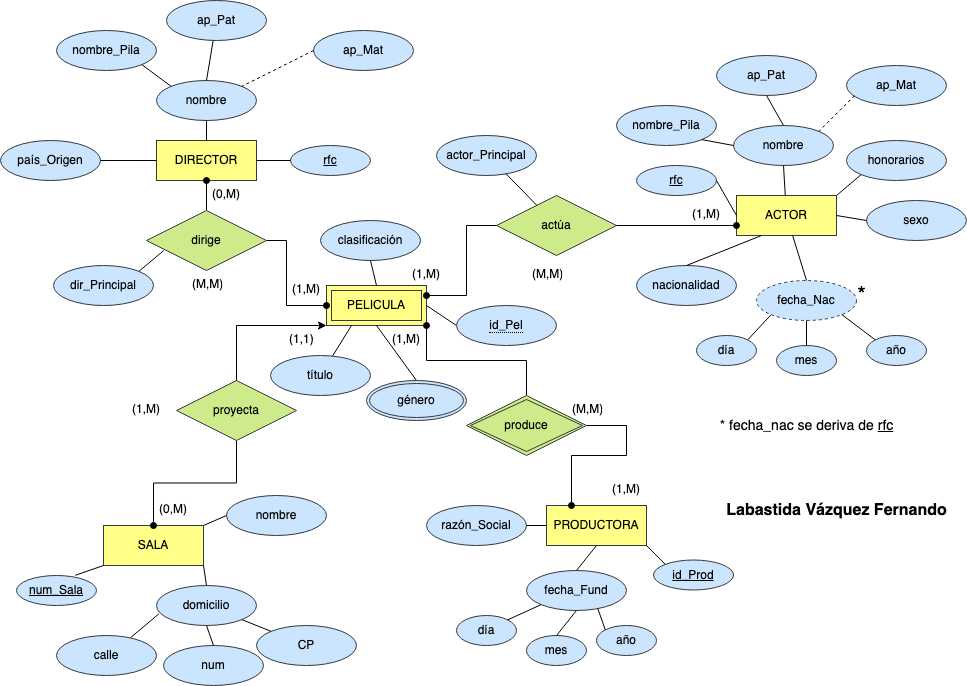 ap_Pat
nombre_Pila
ap_Mat
nombre
país_Origen
DIRECTOR
rfc
(0,M)
dirige
dir_Principal
(M,M)
(1,M)
clasificación
PELICULA
(1,M)
id_Pel
(1,1)
(1,M)
título
género
actor_Principal
actúa
(M,M)
(1,M)
ap_Pat
ap_Mat
nombre_Pila
nombre
honorarios
rfc
ACTOR
sexo
nacionalidad
fecha_Nac
*
día
mes
año
* fecha_nac se deriva de rfc
(1,M)
proyecta
(0,M)
SALA
nombre
num_Sala
domicilio
calle
num
CP
(M,M)
produce
(1,M)
razón_Social
PRODUCTORA
id_Prod
fecha_Fund
día
mes
año
Labastida Vázquez Fernando